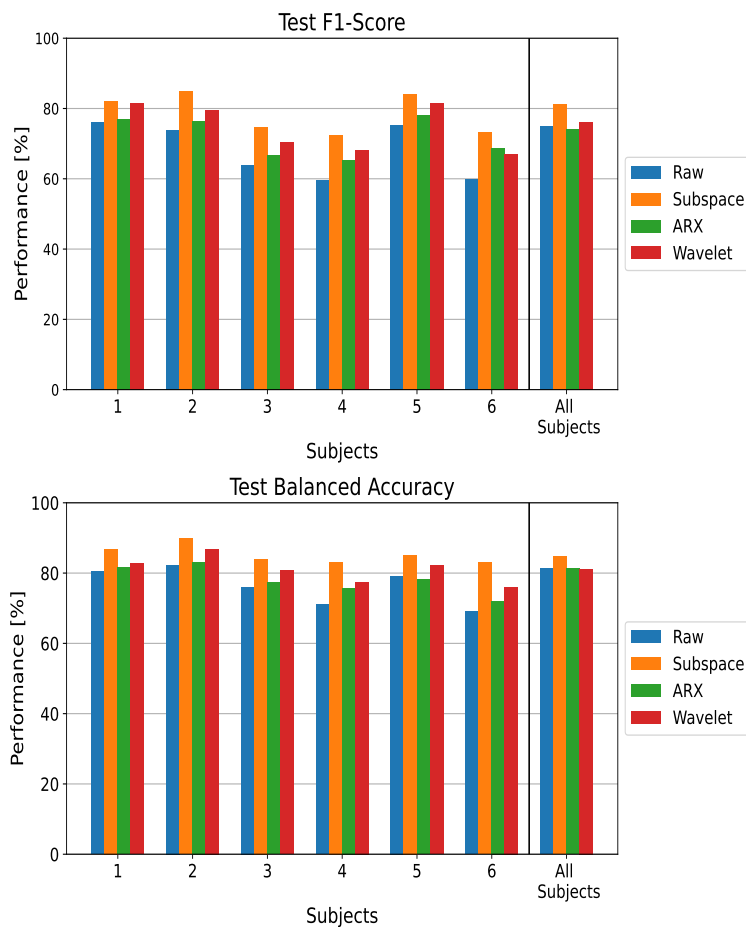 Test F1-Score
100
80
60
40
20
0
Performance [%]
1 2 3 4 5 6 All
Subjects
Subjects
Raw
Subspace
ARX
Wavelet
Test Balanced Accuracy
100
80
60
40
20
0
Performance [%]
1 2 3 4 5 6 All
Subjects
Subjects
Raw
Subspace
ARX
Wavelet